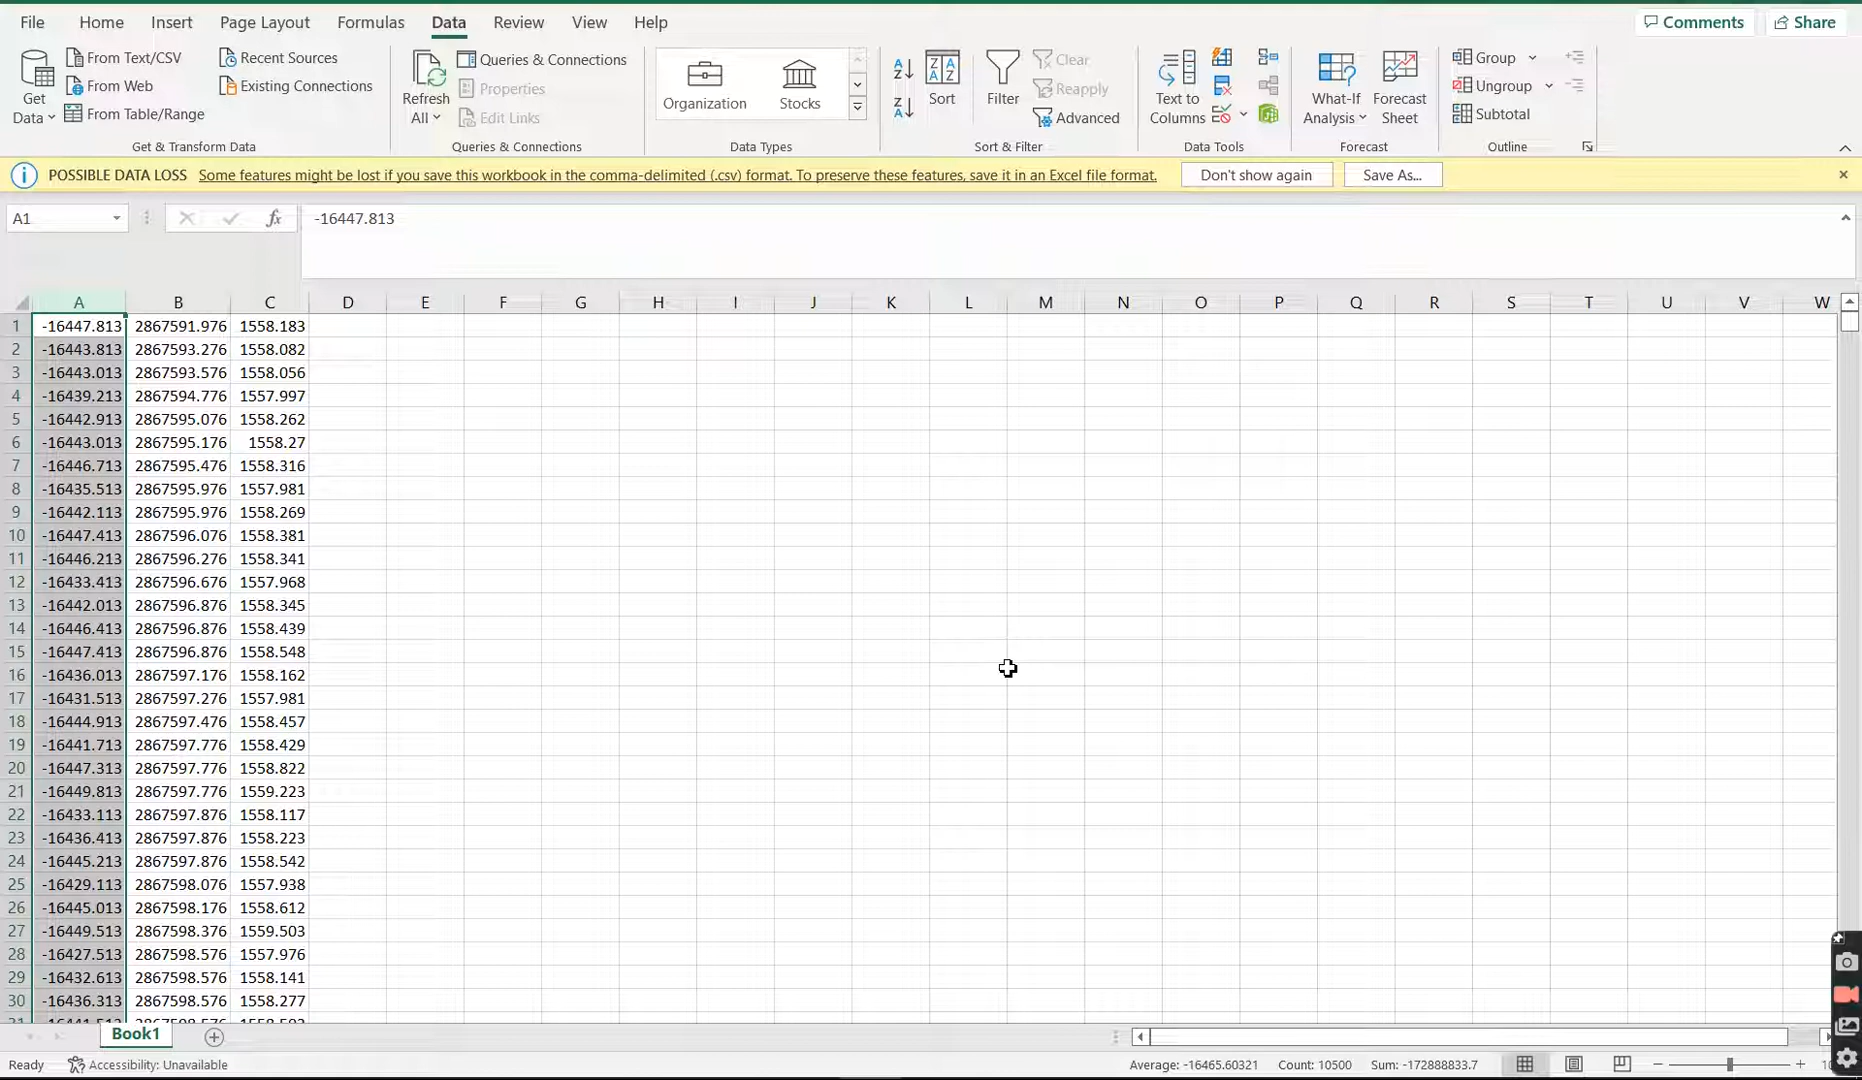 File Home Insert Page Layout Formulas Data Review View Help Comments Share
Get Data From Text/CSV From Web From Table/Range Recent Sources Existing Connections
Get & Transform Data
Refresh All Queries & Connections Properties Edit Links
Queries & Connections
Organization Stocks
Data Types
Sort Filter Clear Reapply Advanced
Sort & Filter
Text to Columns
Data Tools
What-If Analysis Forecast Sheet
Forecast
Group Ungroup Subtotal
Outline
POSSIBLE DATA LOSS Some features might be lost if you save this workbook in the comma-delimited (.csv) format. To preserve these features, save it in an Excel file format. Don't show again Save As...
A1 fx -16447.813
A B C D E F G H I J K L M N O P Q R S T U V W
1 -16447.813 2867591.976 1558.183
2 -16443.813 2867593.276 1558.082
3 -16443.013 2867593.576 1558.056
4 -16439.213 2867594.776 1557.997
5 -16442.913 2867595.076 1558.262
6 -16443.013 2867595.176 1558.27
7 -16446.713 2867595.476 1558.316
8 -16435.513 2867595.976 1557.981
9 -16442.113 2867595.976 1558.269
10 -16447.413 2867596.076 1558.381
11 -16446.213 2867596.276 1558.341
12 -16433.413 2867596.676 1557.968
13 -16442.013 2867596.876 1558.345
14 -16446.413 2867596.876 1558.439
15 -16447.413 2867596.876 1558.548
16 -16436.013 2867597.176 1558.162
17 -16431.513 2867597.276 1557.981
18 -16444.913 2867597.476 1558.457
19 -16441.713 2867597.776 1558.429
20 -16447.313 2867597.776 1558.822
21 -16449.813 2867597.776 1559.223
22 -16433.113 2867597.876 1558.117
23 -16436.413 2867597.876 1558.223
24 -16445.213 2867597.876 1558.542
25 -16429.113 2867598.076 1557.938
26 -16445.013 2867598.176 1558.612
27 -16449.513 2867598.376 1559.503
28 -16427.513 2867598.576 1557.976
29 -16432.613 2867598.576 1558.141
30 -16436.313 2867598.576 1558.277
Book1
Ready Accessibility: Unavailable Average: -16465.60321 Count: 10500 Sum: -172888833.7